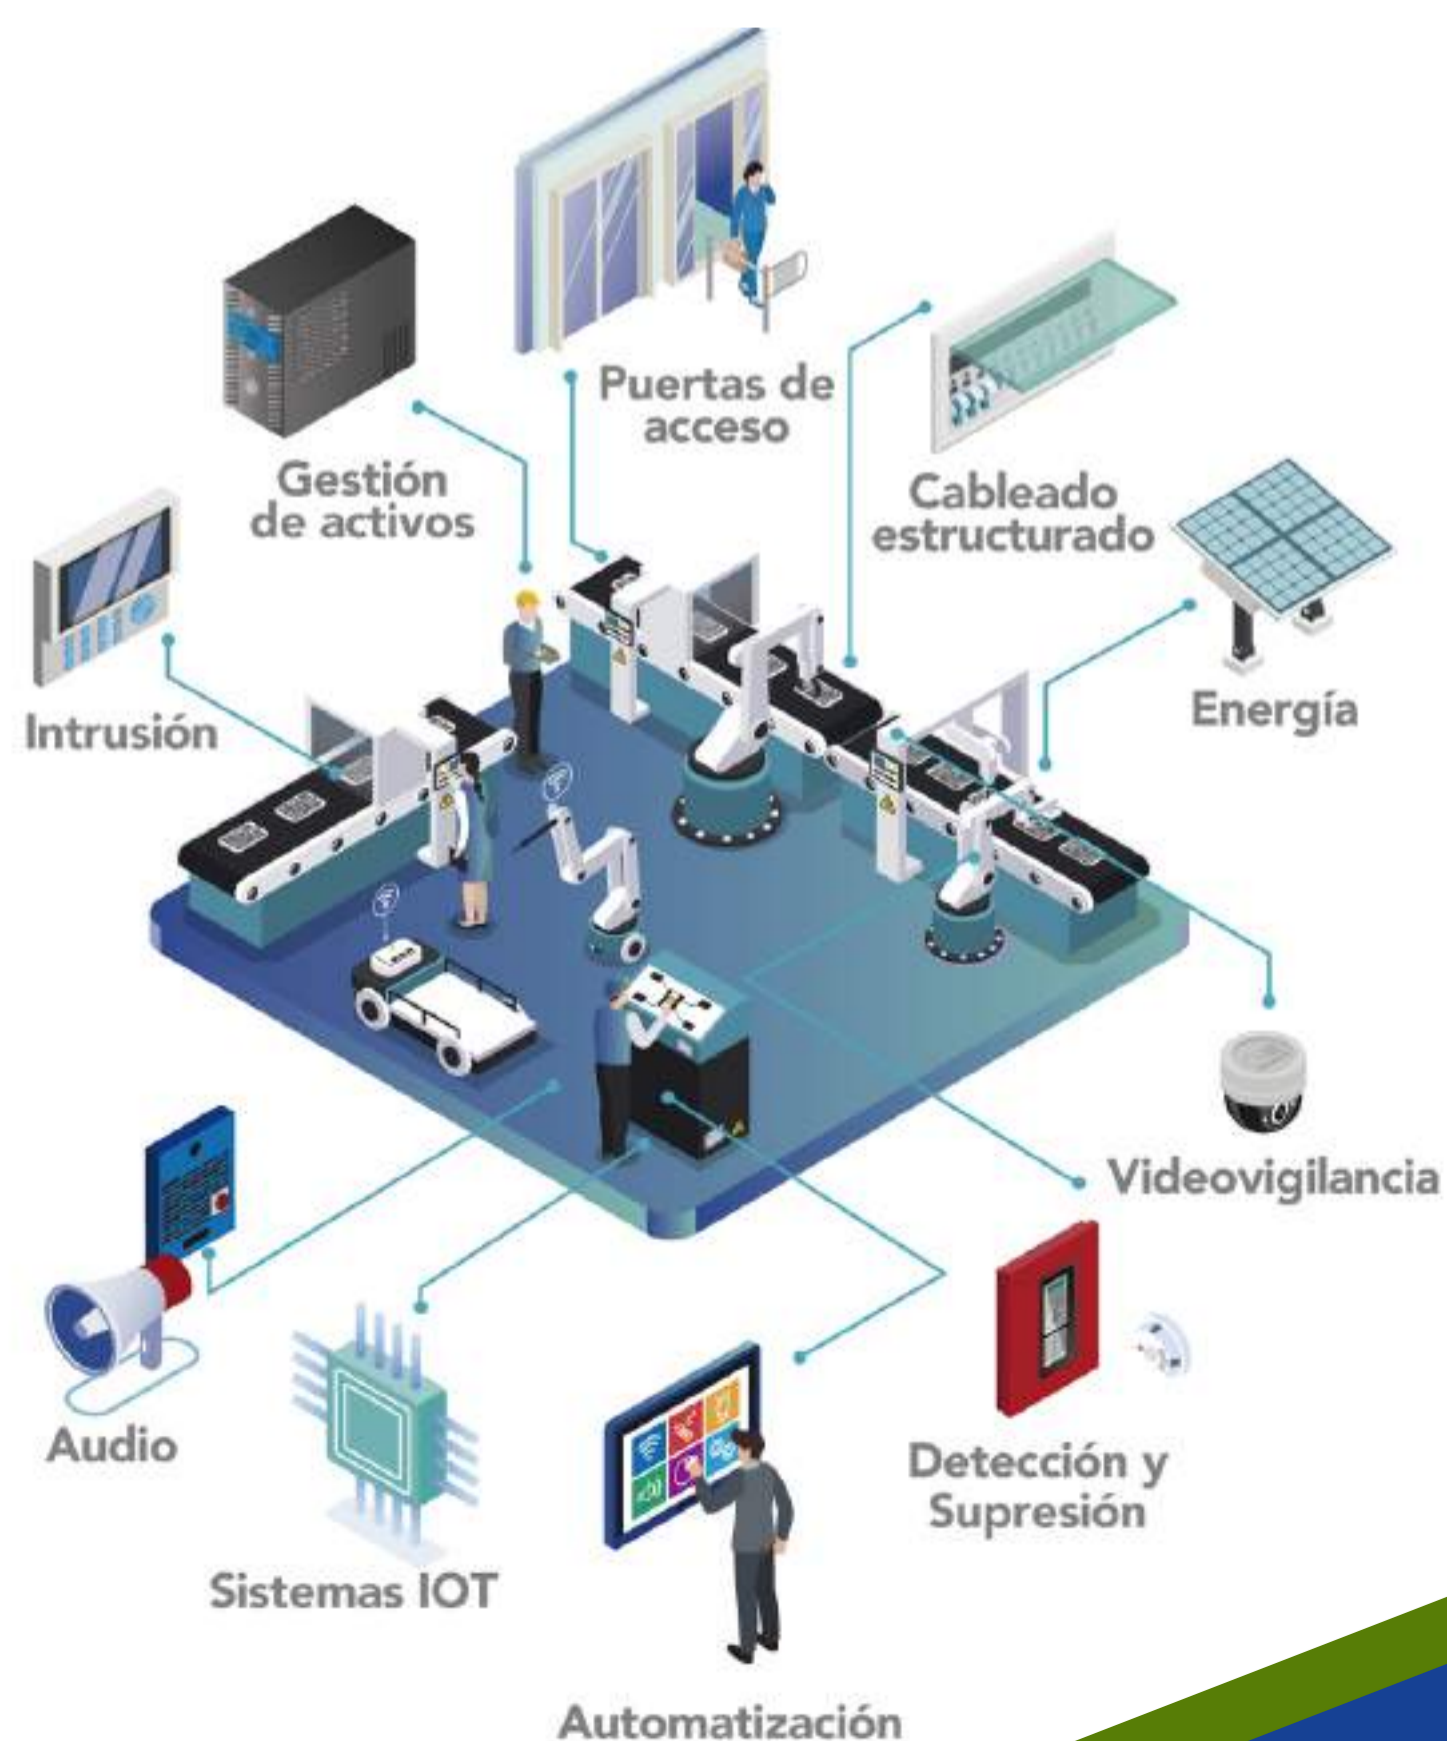 Puertas de
acceso
Gestión
de activos
Cableado
estructurado
Intrusión
Energía
Videovigilancia
Audio
Detección y
Supresión
Sistemas IOT
Automatización